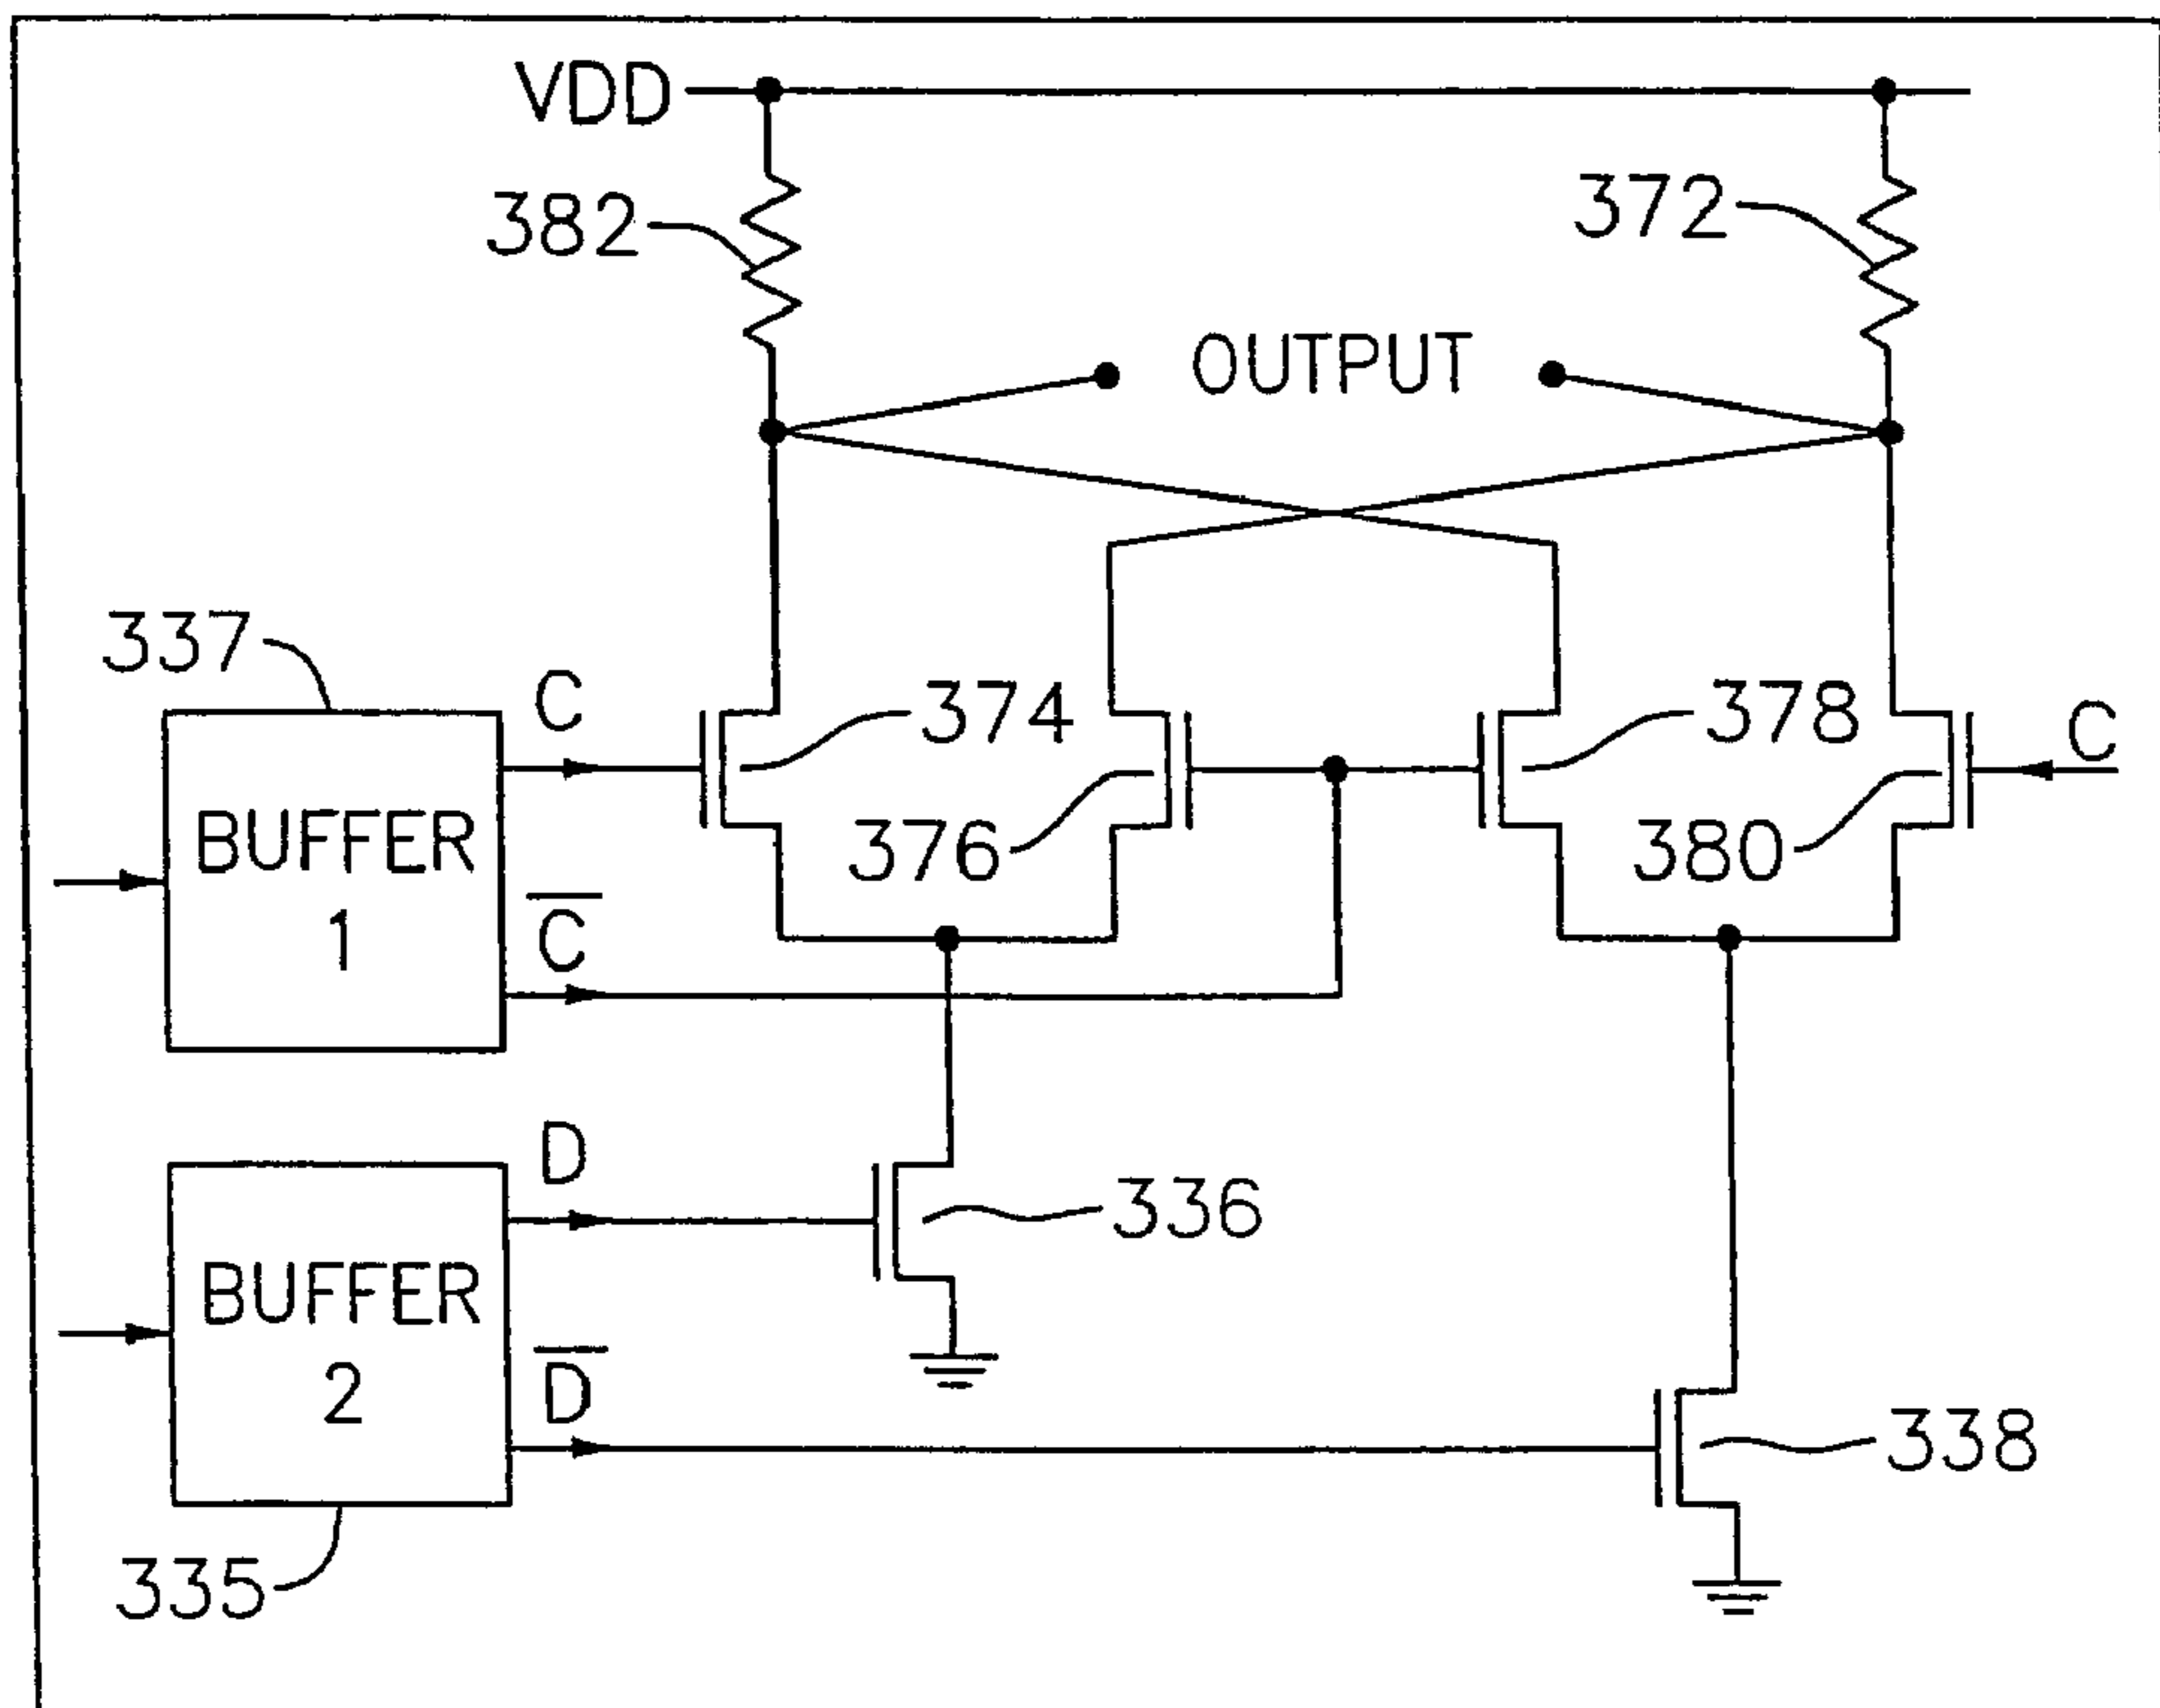 VDD
382
372
OUTPUT
337
C
374
378
C
BUFFER
1
376
380
C̅
D
336
BUFFER
2
D̅
338
335